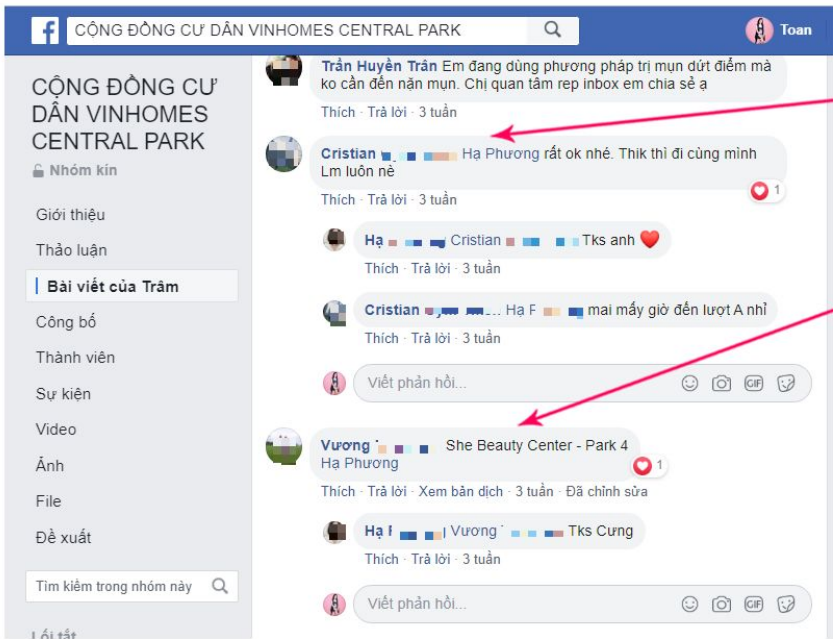 f CỘNG ĐỒNG CƯ DÂN VINHOMES CENTRAL PARK
Toan
CỘNG ĐỒNG CƯ
DÂN VINHOMES
CENTRAL PARK
Nhóm kín
Giới thiệu
Thảo luận
Bài viết của Trâm
Công bố
Thành viên
Sự kiện
Video
Ảnh
File
Đề xuất
Tìm kiếm trong nhóm này
Lối tắt
Trần Huyền Trân Em đang dùng phương pháp trị mụn dứt điểm mà
ko cần đến nặn mụn. Chị quan tâm rep inbox em chia sẻ ạ
Thích · Trả lời · 3 tuần
Cristian Hạ Phương rất ok nhé. Thik thì đi cùng mình
Lm luôn nè
1
Thích · Trả lời · 3 tuần
Hạ Cristian Tks anh
Thích · Trả lời · 3 tuần
Cristian Hạ mai mấy giờ đến lượt A nhỉ
Thích · Trả lời · 3 tuần
Viết phản hồi...
GIF
Vương She Beauty Center - Park 4
Hạ Phương
1
Thích · Trả lời · Xem bản dịch · 3 tuần · Đã chỉnh sửa
Hạ Vương Tks Cưng
Thích · Trả lời · 3 tuần
Viết phản hồi...
GIF